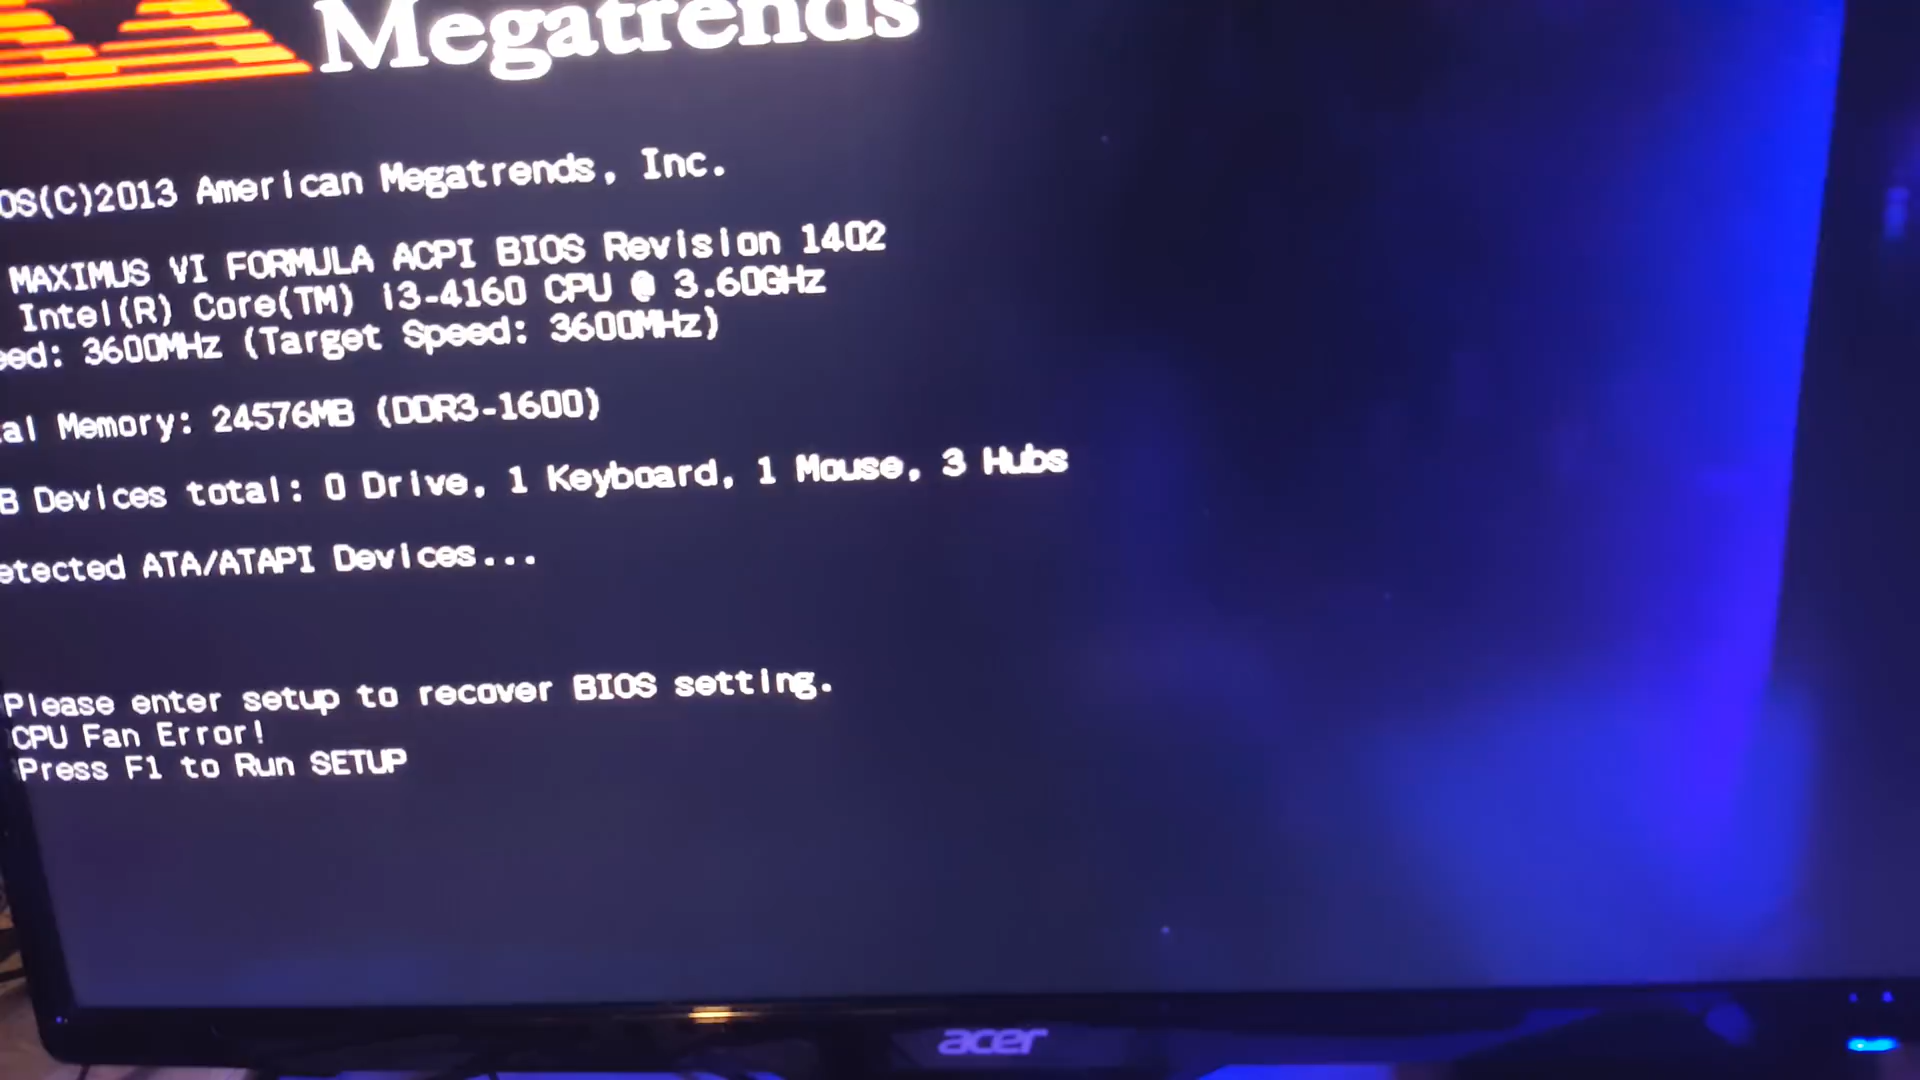 Megatrends
OS(C)2013 American Megatrends, Inc.
MAXIMUS VI FORMULA ACPI BIOS Revision 1402
Intel(R) Core(TM) i3-4160 CPU @ 3.60GHz
eed: 3600MHz (Target Speed: 3600MHz)
al Memory: 24576MB (DDR3-1600)
B Devices total: 0 Drive, 1 Keyboard, 1 Mouse, 3 Hubs
etected ATA/ATAPI Devices...
Please enter setup to recover BIOS setting.
CPU Fan Error!
Press F1 to Run SETUP
acer